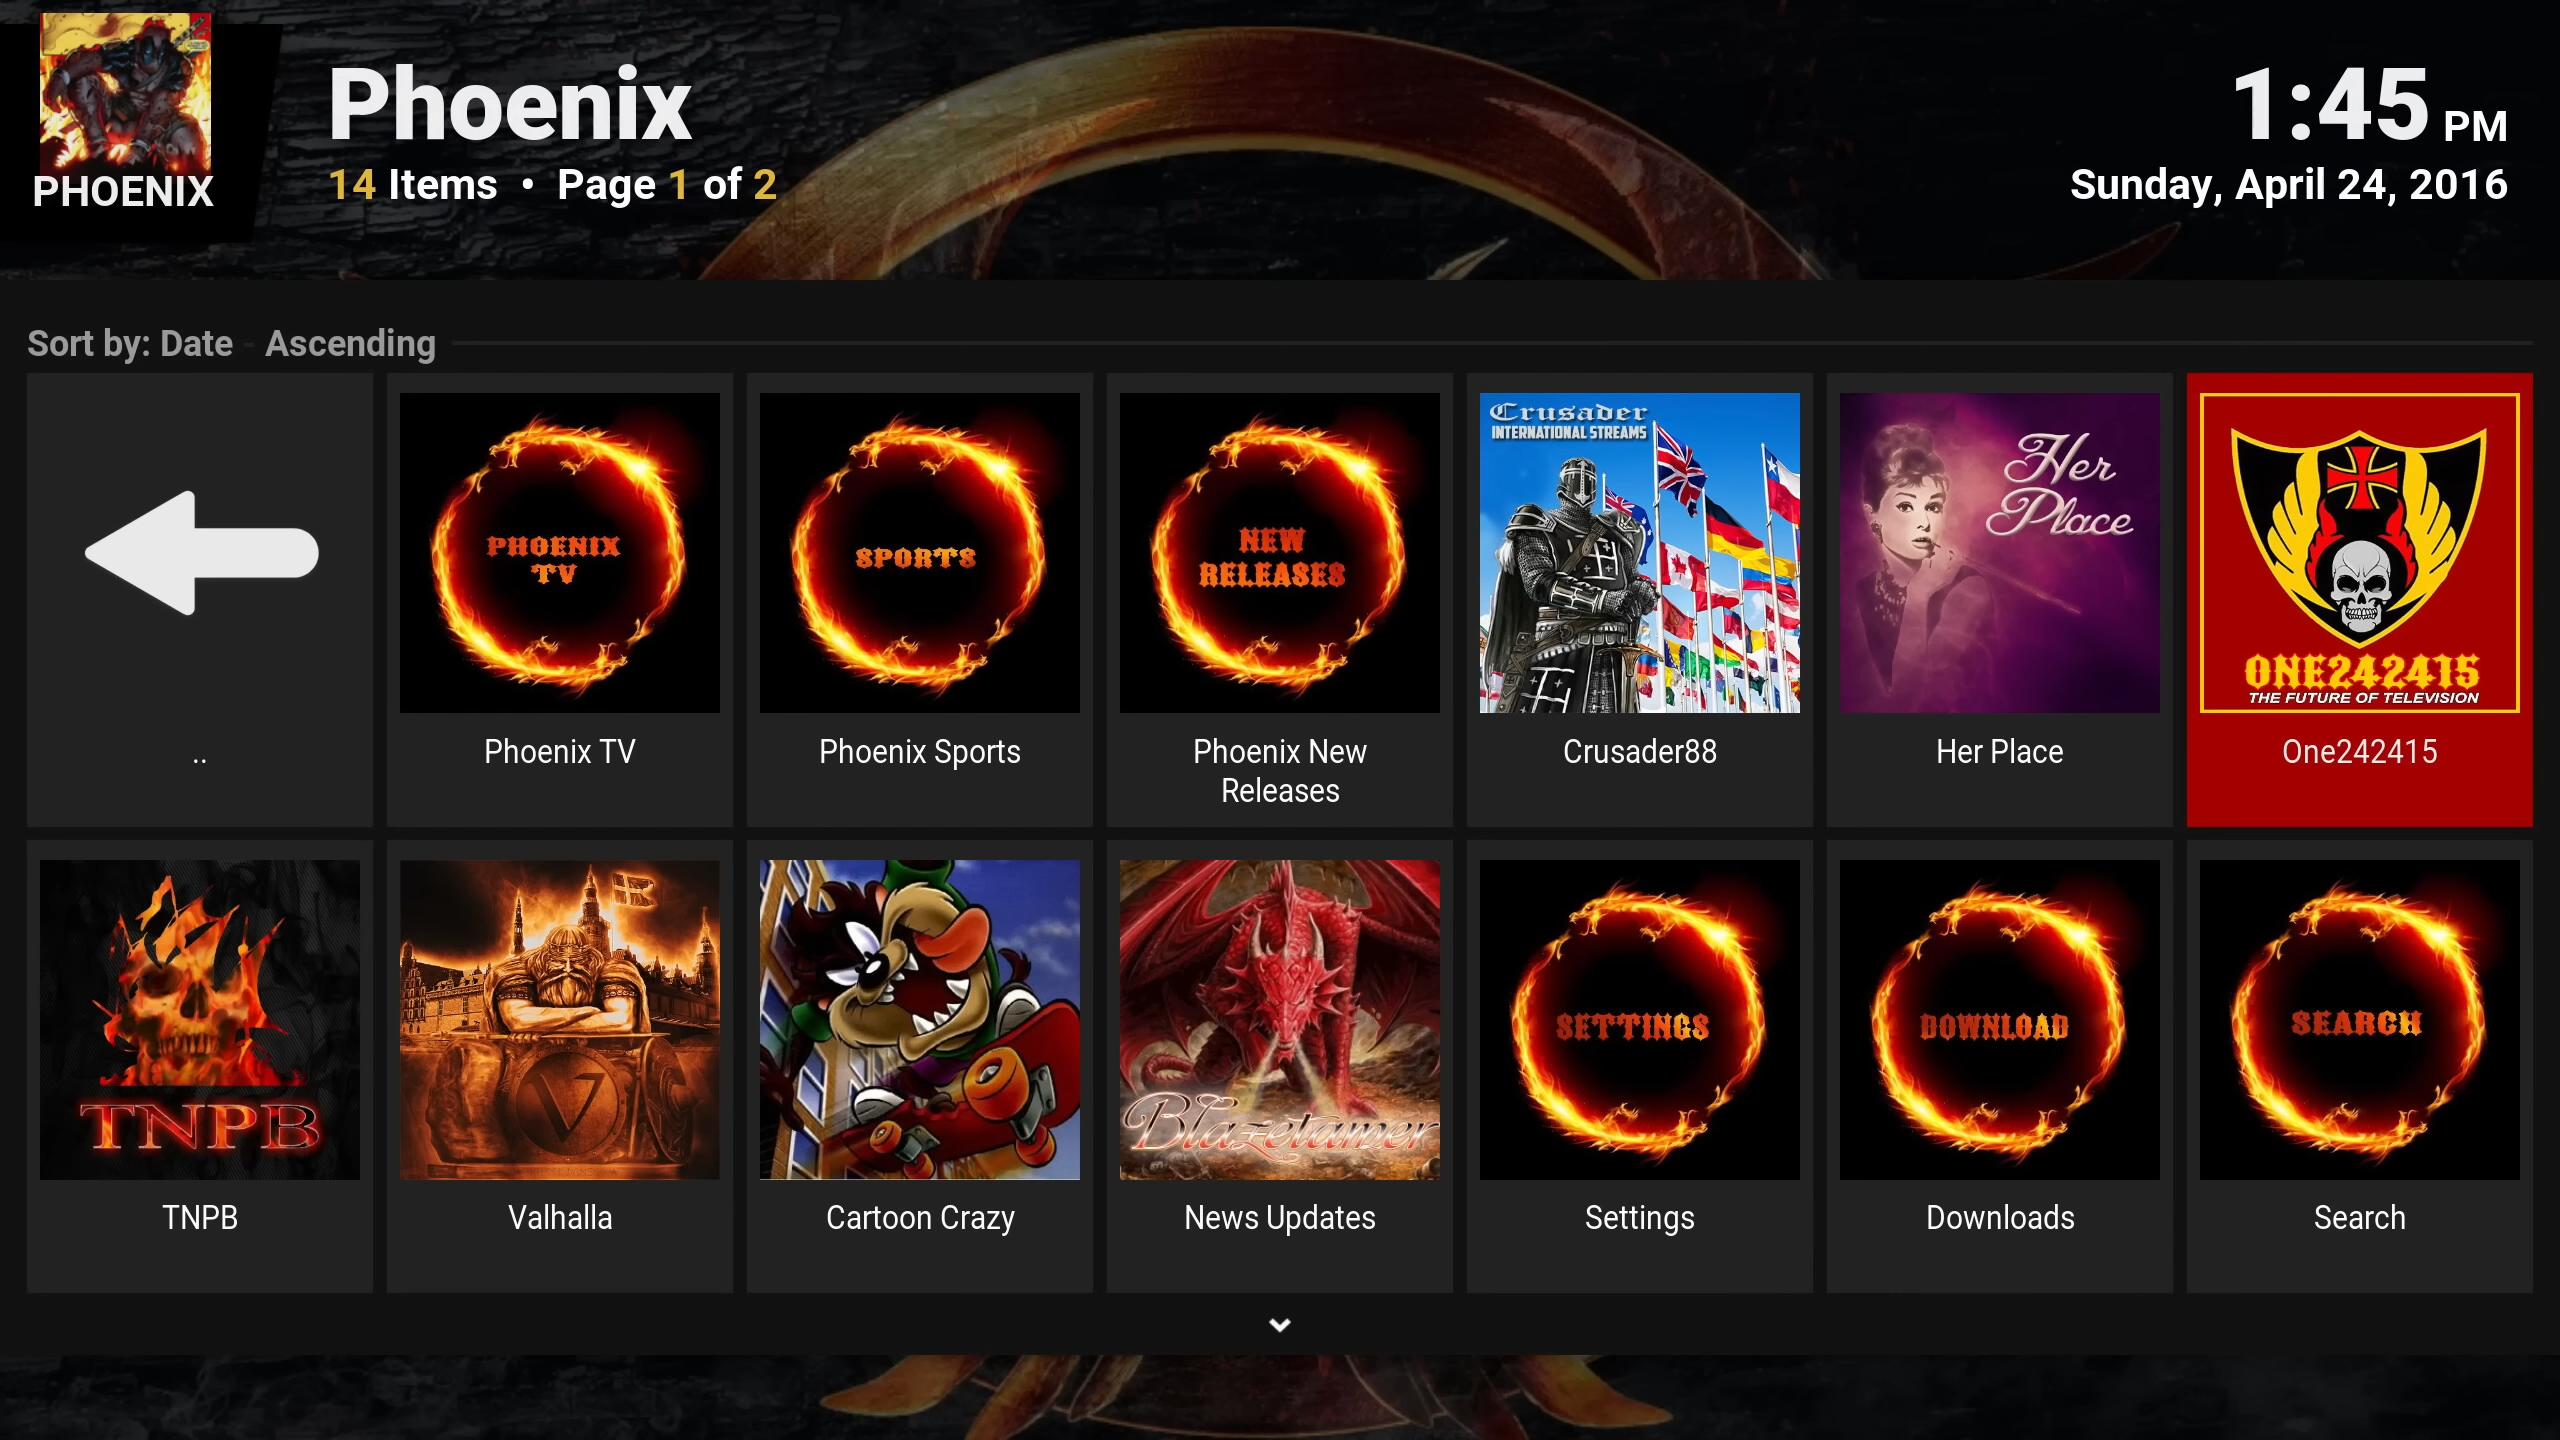 PHOENIX
Phoenix
14 Items • Page 1 of 2
1:45 PM
Sunday, April 24, 2016
Sort by: Date - Ascending
..
PHOENIX
TV
Phoenix TV
SPORTS
Phoenix Sports
NEW
RELEASES
Phoenix New
Releases
Crusader
INTERNATIONAL STREAMS
Crusader88
Her
Place
Her Place
ONE242415
THE FUTURE OF TELEVISION
One242415
TNPB
TNPB
V
Valhalla
Cartoon Crazy
Blazetamer
News Updates
SETTINGS
Settings
DOWNLOAD
Downloads
SEARCH
Search